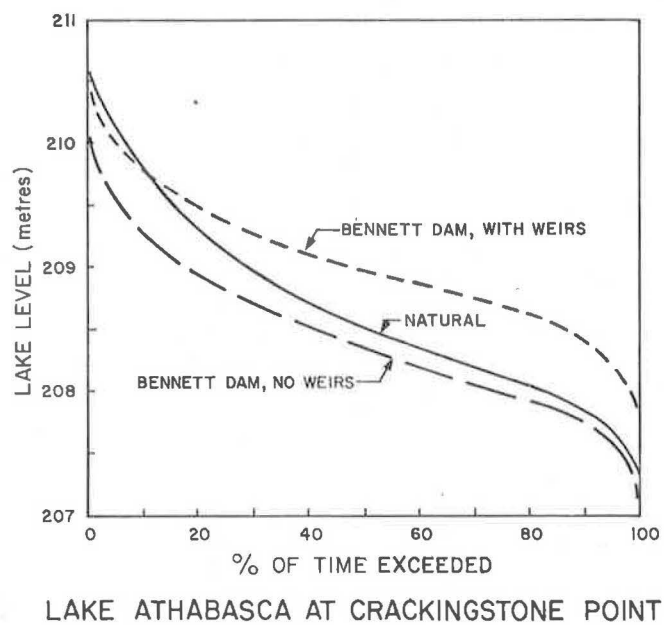 211
210
209
208
207
LAKE LEVEL (metres)
BENNETT DAM, WITH WEIRS
NATURAL
BENNETT DAM, NO WEIRS
0 20 40 60 80 100
% OF TIME EXCEEDED
LAKE ATHABASCA AT CRACKINGSTONE POINT